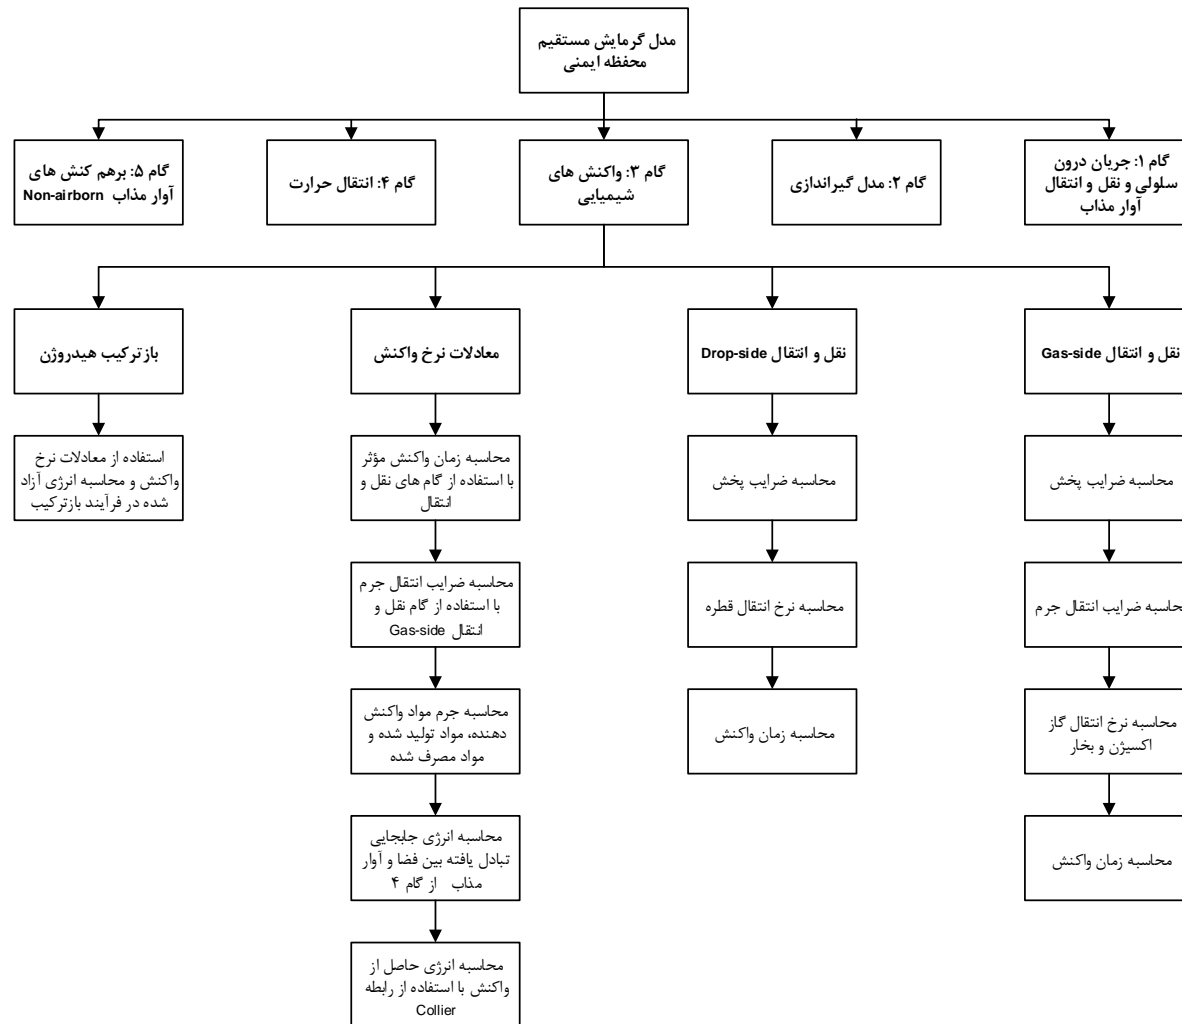 مدل گرمایش مستقیم
محفظه ایمنی
گام ۱: جریان درون
سلولی و نقل و انتقال
آوار مذاب
گام ۲: مدل گیراندازی
گام ۳: واکنش های
شیمیایی
گام ۴: انتقال حرارت
گام ۵: برهم کنش های
آوار مذاب Non-airborn
نقل و انتقال Gas-side
نقل و انتقال Drop-side
معادلات نرخ واکنش
بازترکیب هیدروژن
محاسبه ضرایب پخش
محاسبه ضرایب انتقال جرم
محاسبه نرخ انتقال گاز
اکسیژن و بخار
محاسبه زمان واکنش
محاسبه ضرایب پخش
محاسبه نرخ انتقال قطره
محاسبه زمان واکنش
محاسبه زمان واکنش مؤثر
با استفاده از گام های نقل و
انتقال
محاسبه ضرایب انتقال جرم
با استفاده از گام نقل و
انتقال Gas-side
محاسبه جرم مواد واکنش
دهنده، مواد تولید شده و
مواد مصرف شده
محاسبه انرژی جابجایی
تبادل یافته بین فضا و آوار
مذاب از گام ۴
محاسبه انرژی حاصل از
واکنش با استفاده از رابطه
Collier
استفاده از معادلات نرخ
واکنش و محاسبه انرژی آزاد
شده در فرآیند بازترکیب